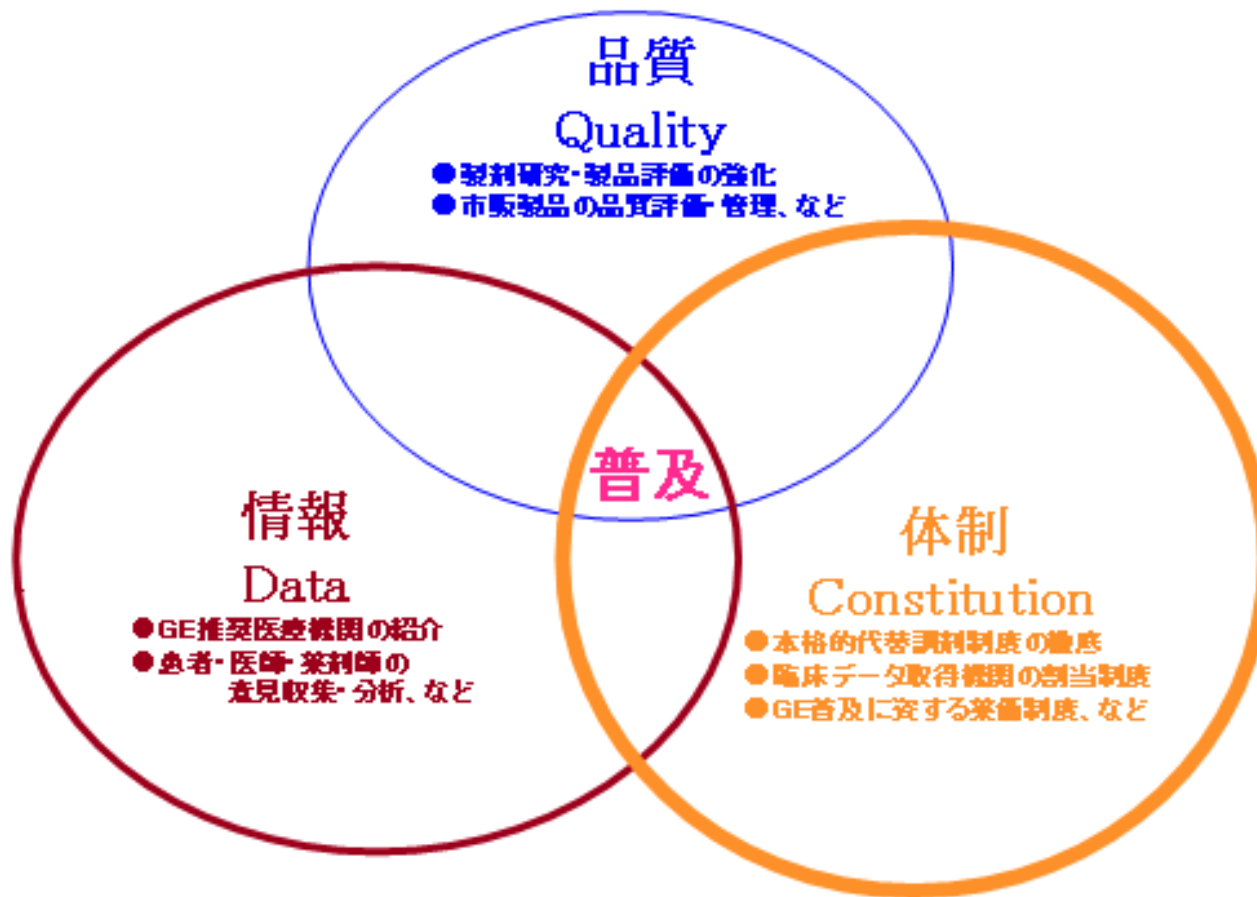 品質
Quality
●製剤研究・製品評価の強化
●市販製品の品質評価・管理、など
普及
情報
Data
●GE推奨医療機関の紹介
●患者・医師・薬剤師の
意見収集・分析、など
体制
Constitution
●本格的代替調剤制度の徹底
●臨床データ取得機関の割当制度
●GE普及に資する薬価制度、など